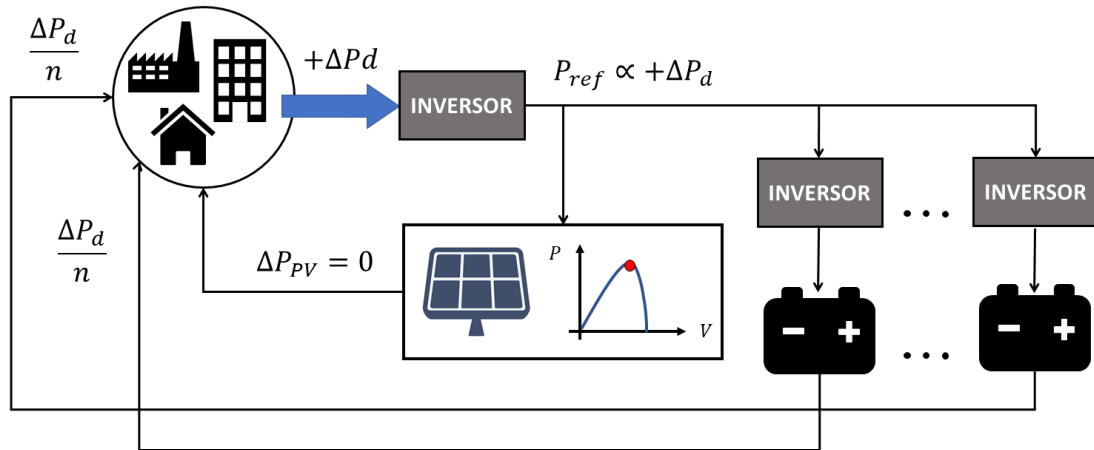 ΔP_d/n
+ΔPd
INVERSOR
P_ref ∝ +ΔP_d
INVERSOR
...
INVERSOR
ΔP_d/n
ΔP_PV = 0
P
V
...